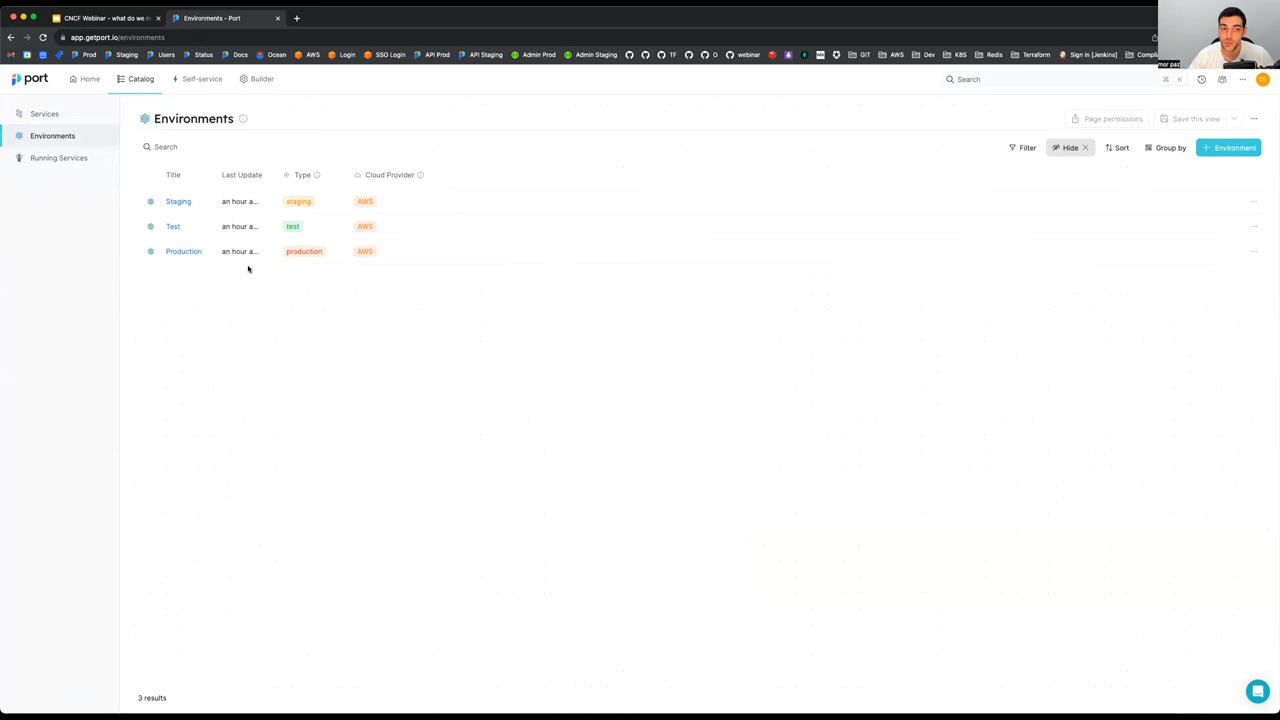 CNCF Webinar - what do we m
Environments - Port
app.getport.io/environments
Prod Staging Users Status Docs Ocean AWS Login SSO Login API Prod API Staging Admin Prod Admin Staging TF O webinar GIT AWS Dev K8S Redis Terraform Sign in [Jenkins] Compli
mor paz
port Home Catalog Self-service Builder Search ⌘ K
Services
Environments
Running Services
Environments
Page permissions Save this view
Search
Filter Hide Sort Group by + Environment
Title Last Update Type Cloud Provider
Staging an hour a... staging AWS
Test an hour a... test AWS
Production an hour a... production AWS
3 results